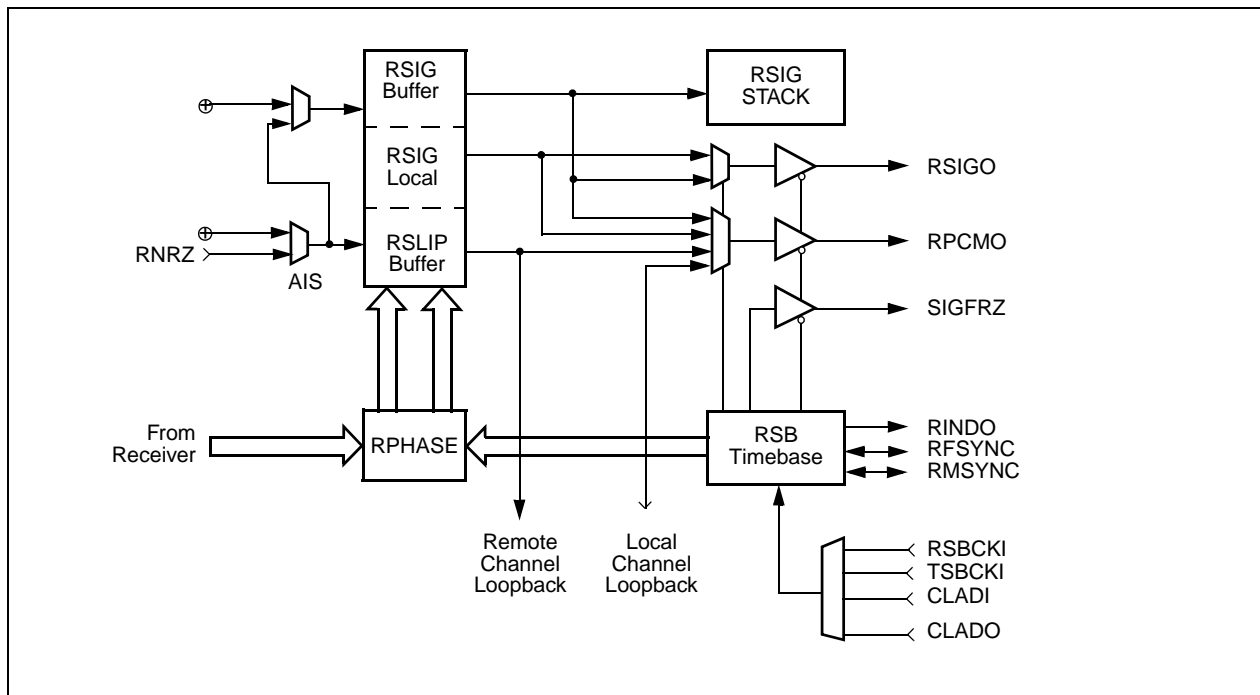 RSIG
Buffer
RSIG
STACK
RSIG
Local
RSIGO
RSLIP
Buffer
RPCMO
RNRZ
AIS
SIGFRZ
From
Receiver
RPHASE
RSB
Timebase
RINDO
RFSYNC
RMSYNC
Remote
Channel
Loopback
Local
Channel
Loopback
RSBCKI
TSBCKI
CLADI
CLADO